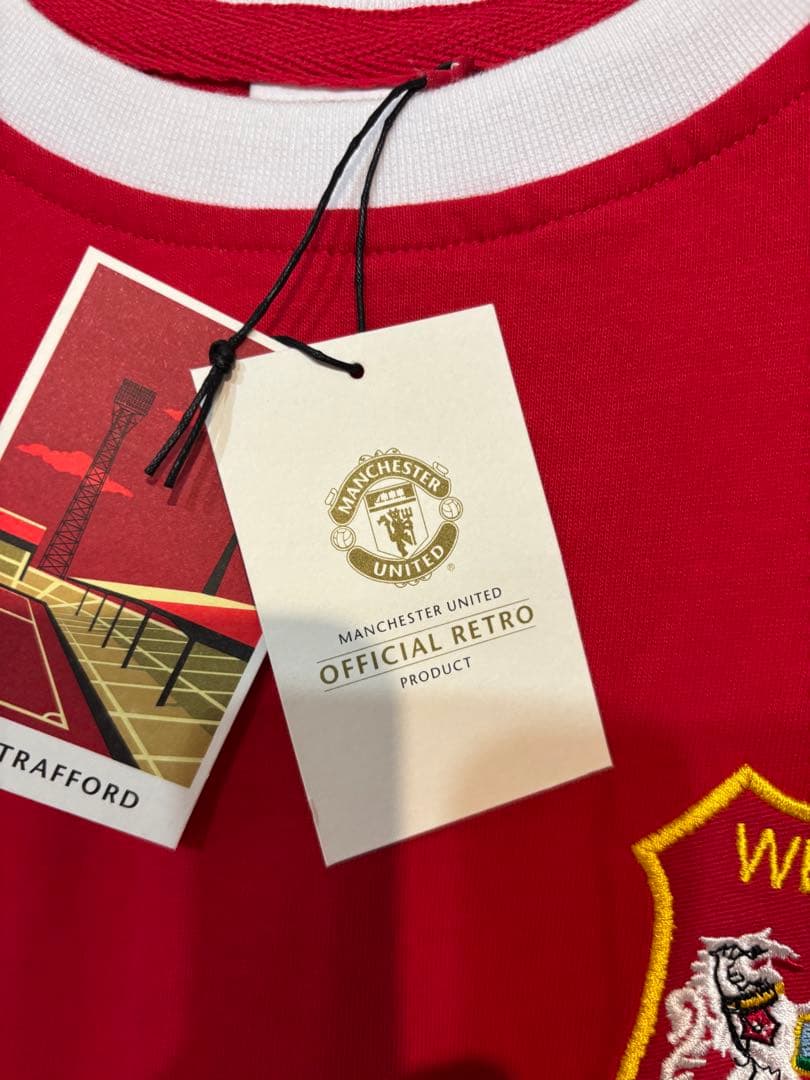 MANCHESTER
UNITED
®
MANCHESTER UNITED
OFFICIAL RETRO
PRODUCT
TRAFFORD